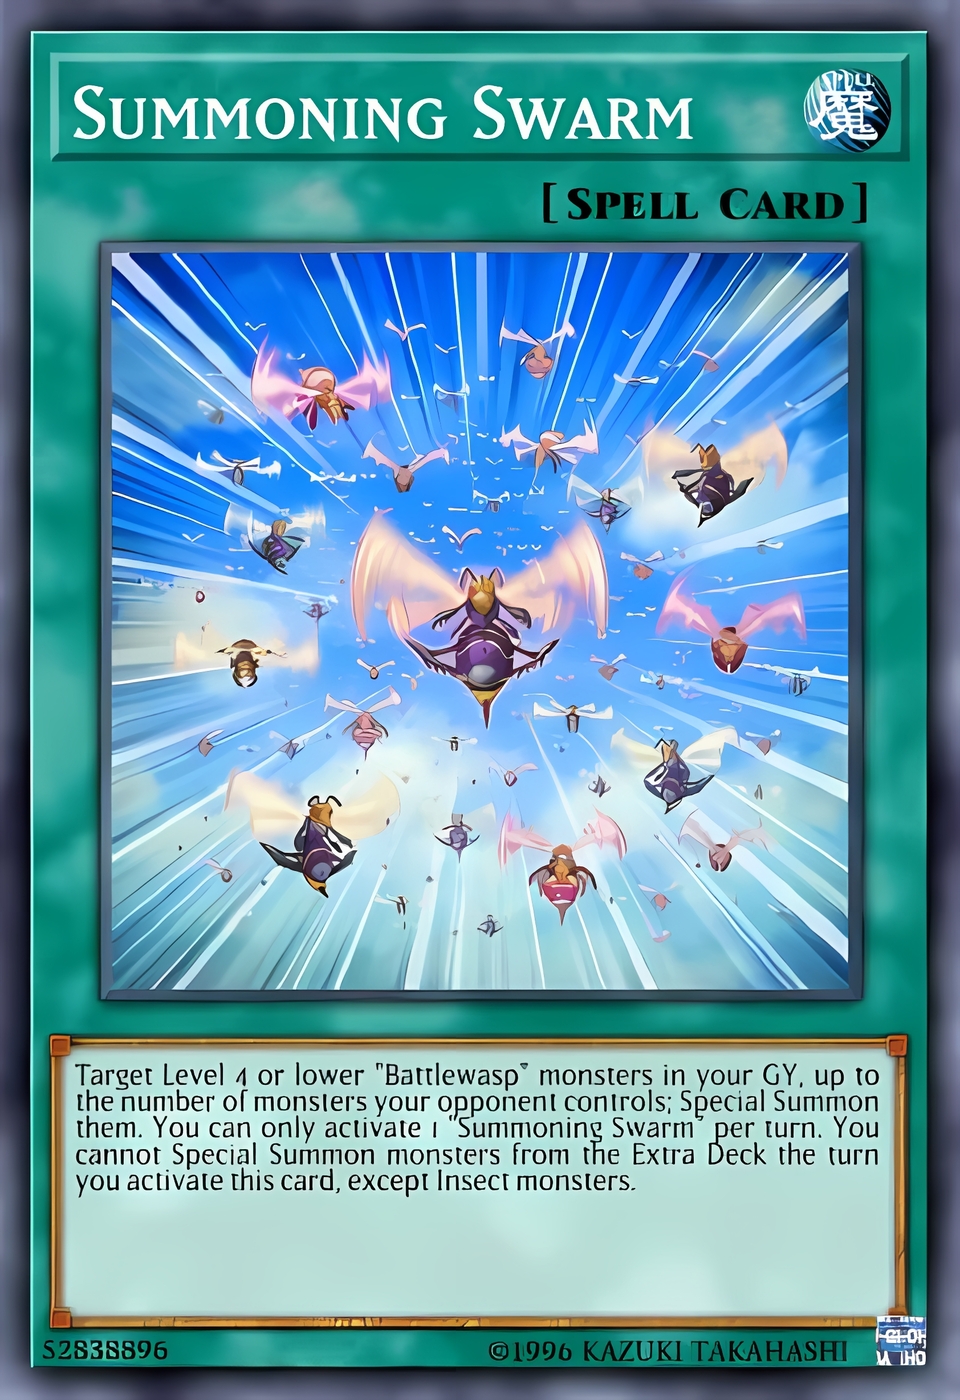 SUMMONING SWARM
魔
[SPELL CARD]
Target Level 4 or lower "Battlewasp" monsters in your GY, up to
the number of monsters your opponent controls; Special Summon
them. You can only activate 1 "Summoning Swarm" per turn. You
cannot Special Summon monsters from the Extra Deck the turn
you activate this card, except Insect monsters.
52838896 ©1996 KAZUKI TAKAHASHI